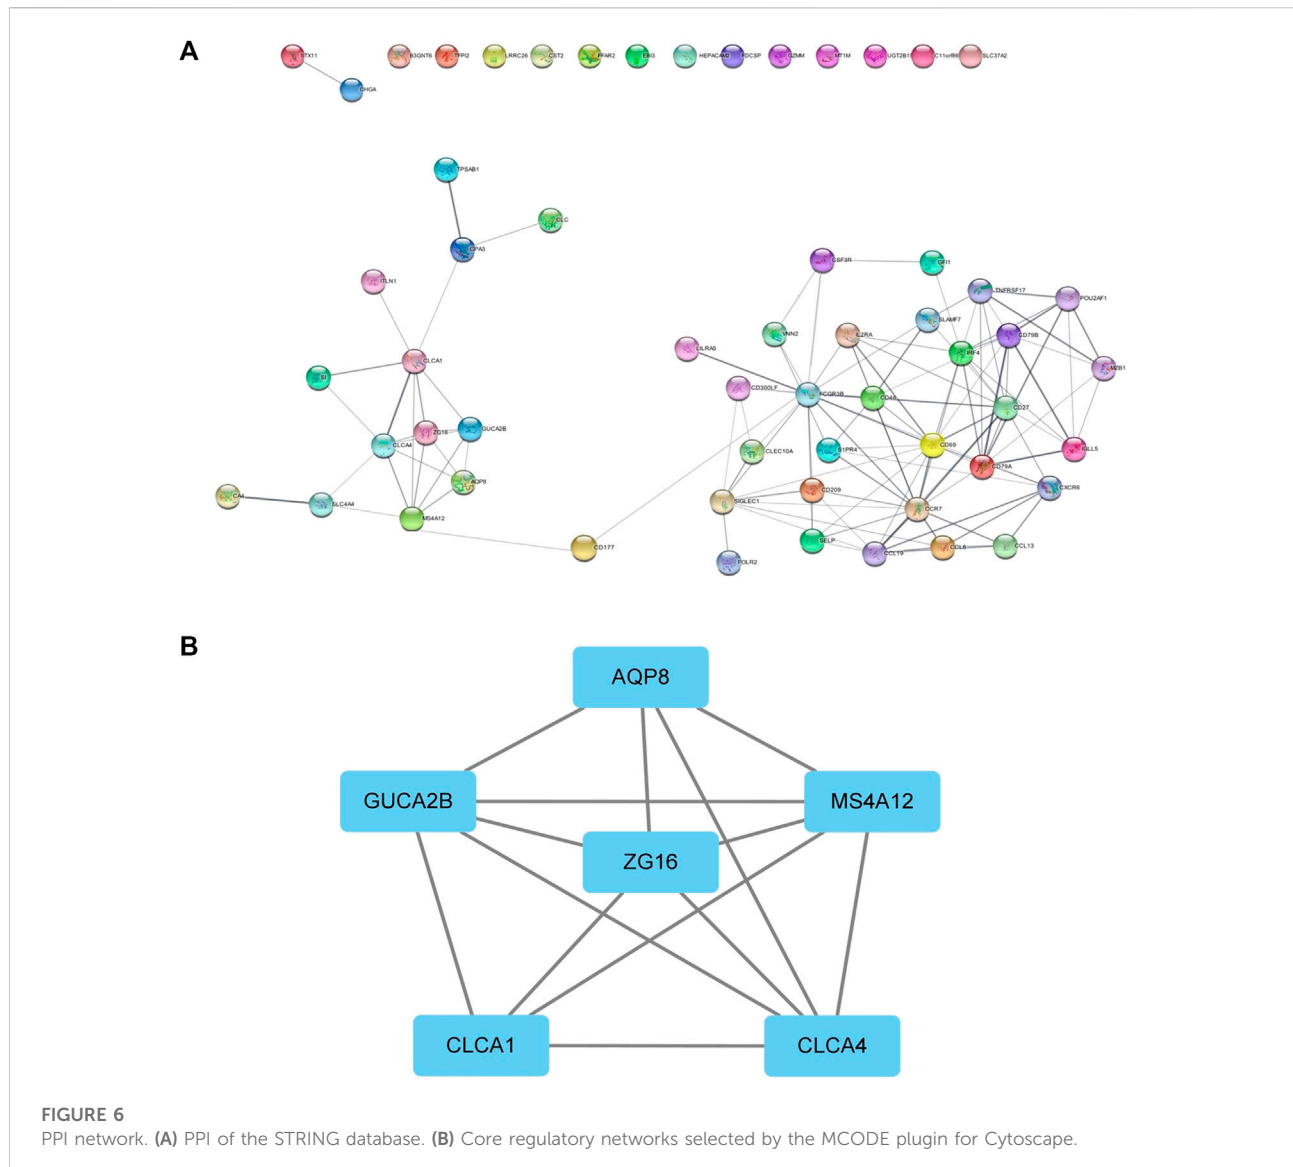 A
STX11
B3GNT6
TFPI2
LRRC26
CST2
FFAR2
EBI3
HEPACAM2
PDCSP
GZMM
MT1M
UGT2B1
C11orf86
SLC37A2
CHGA
TPSAB1
CLC
CPA3
ITLN1
CSF3R
GFI1
TNFRSF17
POU2AF1
SLAMF7
VNN2
IL2RA
CD79B
LILRA5
IRF4
CLCA1
MZB1
SI
CD300LF
FCGR3B
CD48
CD27
ZG16
GUCA2B
CLCA4
CLEC10A
S1PR4
CD69
IGLL5
CD79A
AQP8
CA4
SLC4A4
SIGLEC1
CD209
CXCR6
CCR7
MS4A12
CD177
SELP
CCL19
CCL8
CCL13
FOLR2
B
AQP8
GUCA2B
MS4A12
ZG16
CLCA1
CLCA4
FIGURE 6
PPI network. (A) PPI of the STRING database. (B) Core regulatory networks selected by the MCODE plugin for Cytoscape.